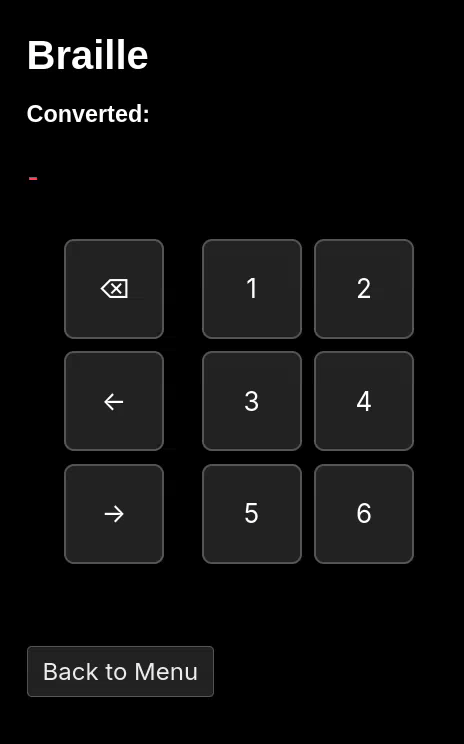 Braille
Converted:
-
⌫ 1 2
← 3 4
→ 5 6
Back to Menu